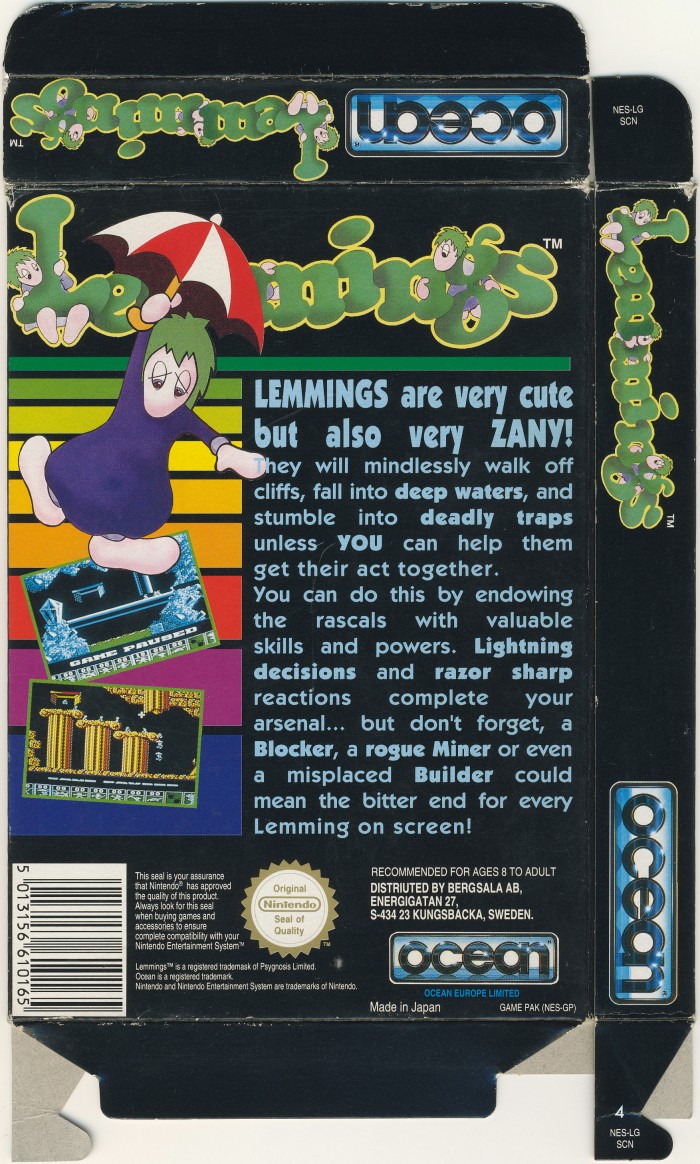 Lemmings
TM
ocean
NES-LG
SCN
Lemmings
TM
LEMMINGS are very cute
but also very ZANY!
They will mindlessly walk off
cliffs, fall into deep waters, and
stumble into deadly traps
unless YOU can help them
get their act together.
You can do this by endowing
the rascals with valuable
skills and powers. Lightning
decisions and razor sharp
reactions complete your
arsenal... but don't forget, a
Blocker, a rogue Miner or even
a misplaced Builder could
mean the bitter end for every
Lemming on screen!
GAME PAUSED
5 013156 610165
This seal is your assurance
that Nintendo® has approved
the quality of this product.
Always look for this seal
when buying games and
accessories to ensure
complete compatibility with your
Nintendo Entertainment System™
Original
Nintendo
Seal of
Quality
TM
Lemmings™ is a registered trademark of Psygnosis Limited.
Ocean is a registered trademark.
Nintendo and Nintendo Entertainment System are trademarks of Nintendo.
RECOMMENDED FOR AGES 8 TO ADULT
DISTRIUTED BY BERGSALA AB,
ENERGIGATAN 27,
S-434 23 KUNGSBACKA, SWEDEN.
ocean
OCEAN EUROPE LIMITED
Made in Japan
GAME PAK (NES-GP)
Lemmings
TM
ocean
4
NES-LG
SCN